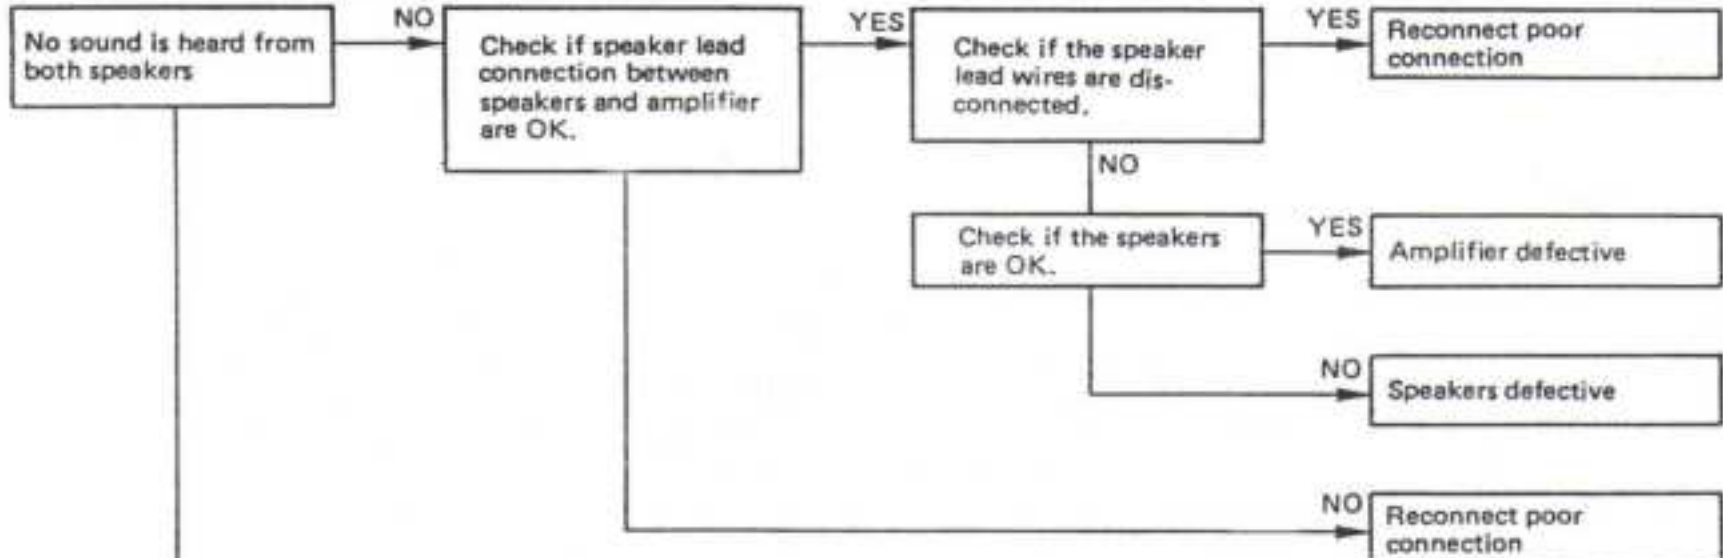 No sound is heard from
both speakers
NO
Check if speaker lead
connection between
speakers and amplifier
are OK.
YES
Check if the speaker
lead wires are dis-
connected.
YES
Reconnect poor
connection
NO
Check if the speakers
are OK.
YES
Amplifier defective
NO
Speakers defective
NO
Reconnect poor
connection